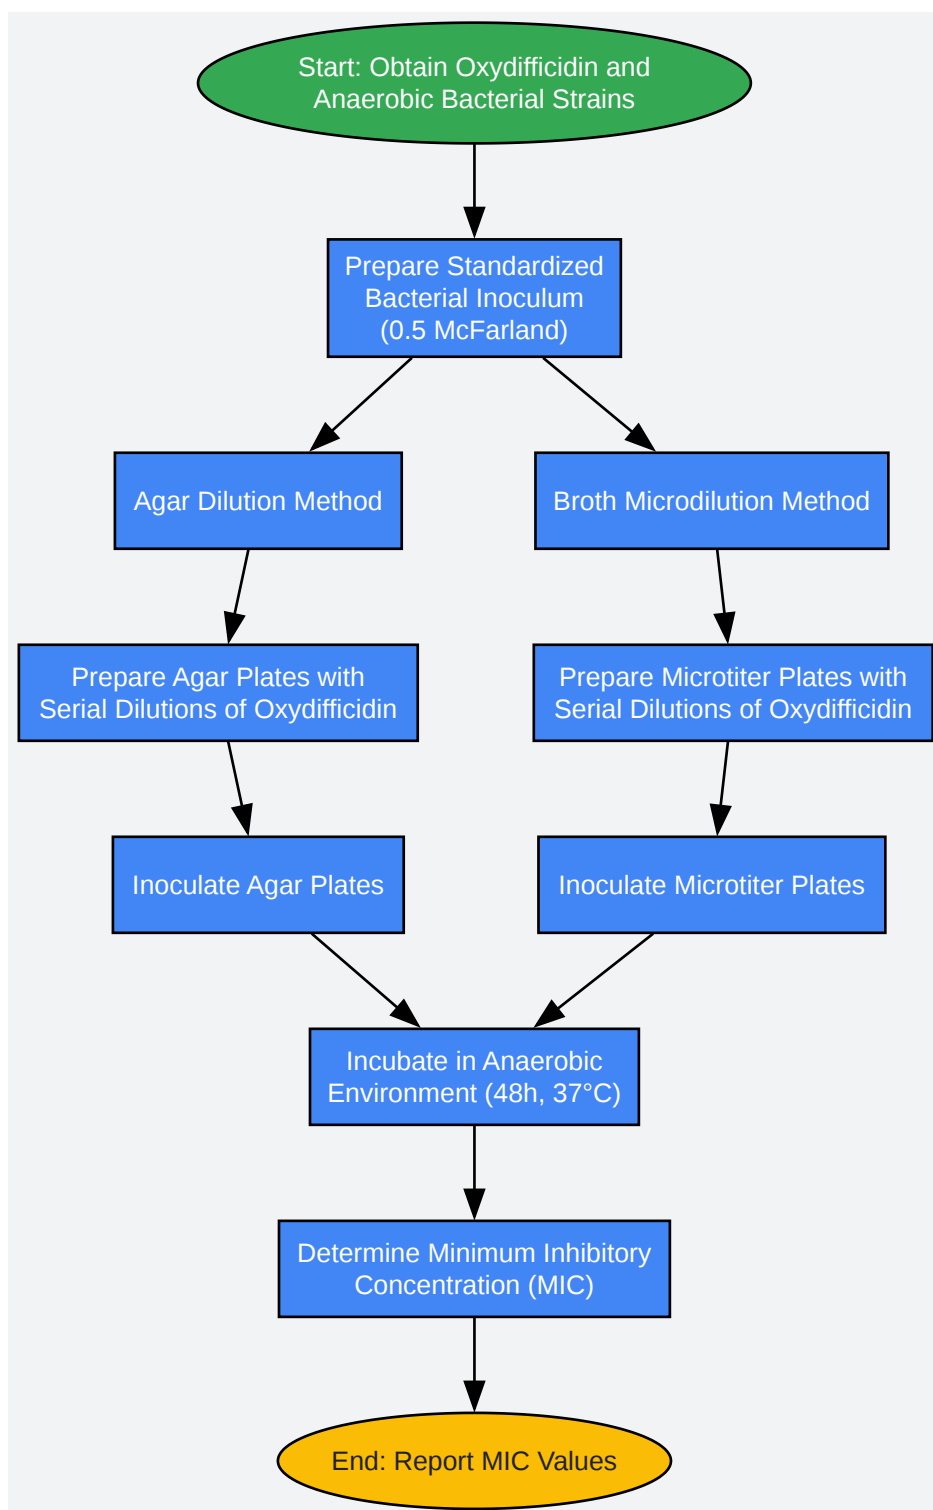 Start: Obtain Oxydifficidin and
Anaerobic Bacterial Strains
Prepare Standardized
Bacterial Inoculum
(0.5 McFarland)
Agar Dilution Method
Broth Microdilution Method
Prepare Agar Plates with
Serial Dilutions of Oxydifficidin
Prepare Microtiter Plates with
Serial Dilutions of Oxydifficidin
Inoculate Agar Plates
Inoculate Microtiter Plates
Incubate in Anaerobic
Environment (48h, 37°C)
Determine Minimum Inhibitory
Concentration (MIC)
End: Report MIC Values